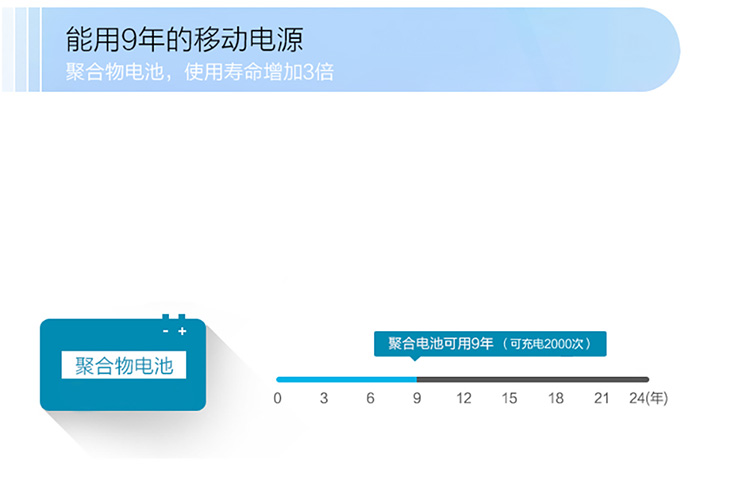 能用9年的移动电源
聚合物电池，使用寿命增加3倍
- +
聚合物电池
聚合电池可用9年（可充电2000次）
0 3 6 9 12 15 18 21 24(年)